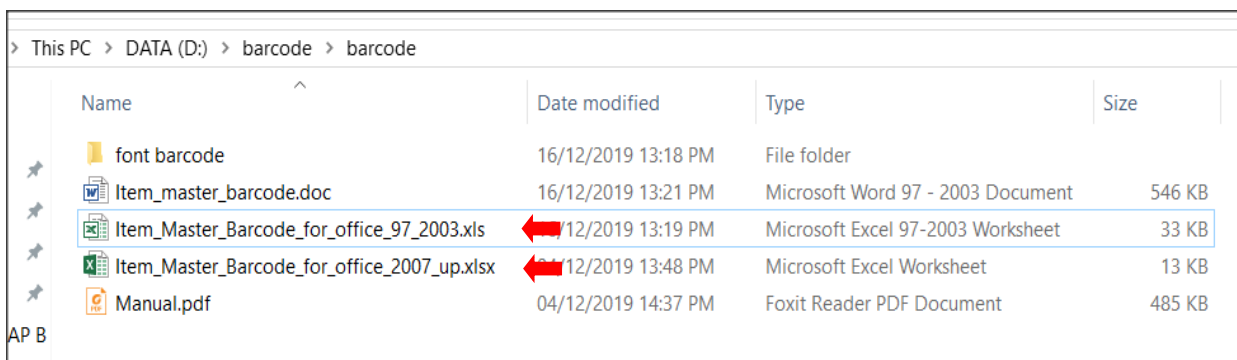 > This PC > DATA (D:) > barcode > barcode
Name Date modified Type Size
font barcode 16/12/2019 13:18 PM File folder
Item_master_barcode.doc 16/12/2019 13:21 PM Microsoft Word 97 - 2003 Document 546 KB
Item_Master_Barcode_for_office_97_2003.xls /12/2019 13:19 PM Microsoft Excel 97-2003 Worksheet 33 KB
Item_Master_Barcode_for_office_2007_up.xlsx /12/2019 13:48 PM Microsoft Excel Worksheet 13 KB
Manual.pdf 04/12/2019 14:37 PM Foxit Reader PDF Document 485 KB
AP B